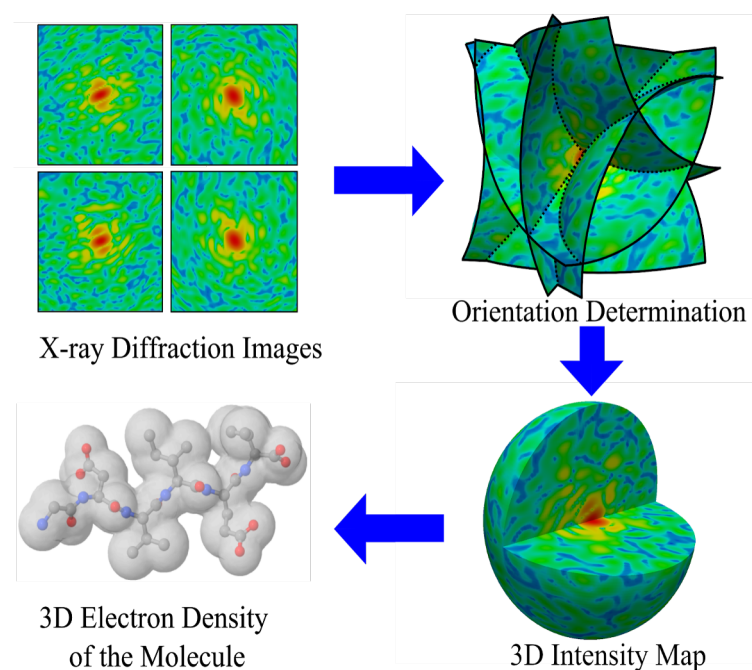 X-ray Diffraction Images
Orientation Determination
3D Intensity Map
3D Electron Density
of the Molecule